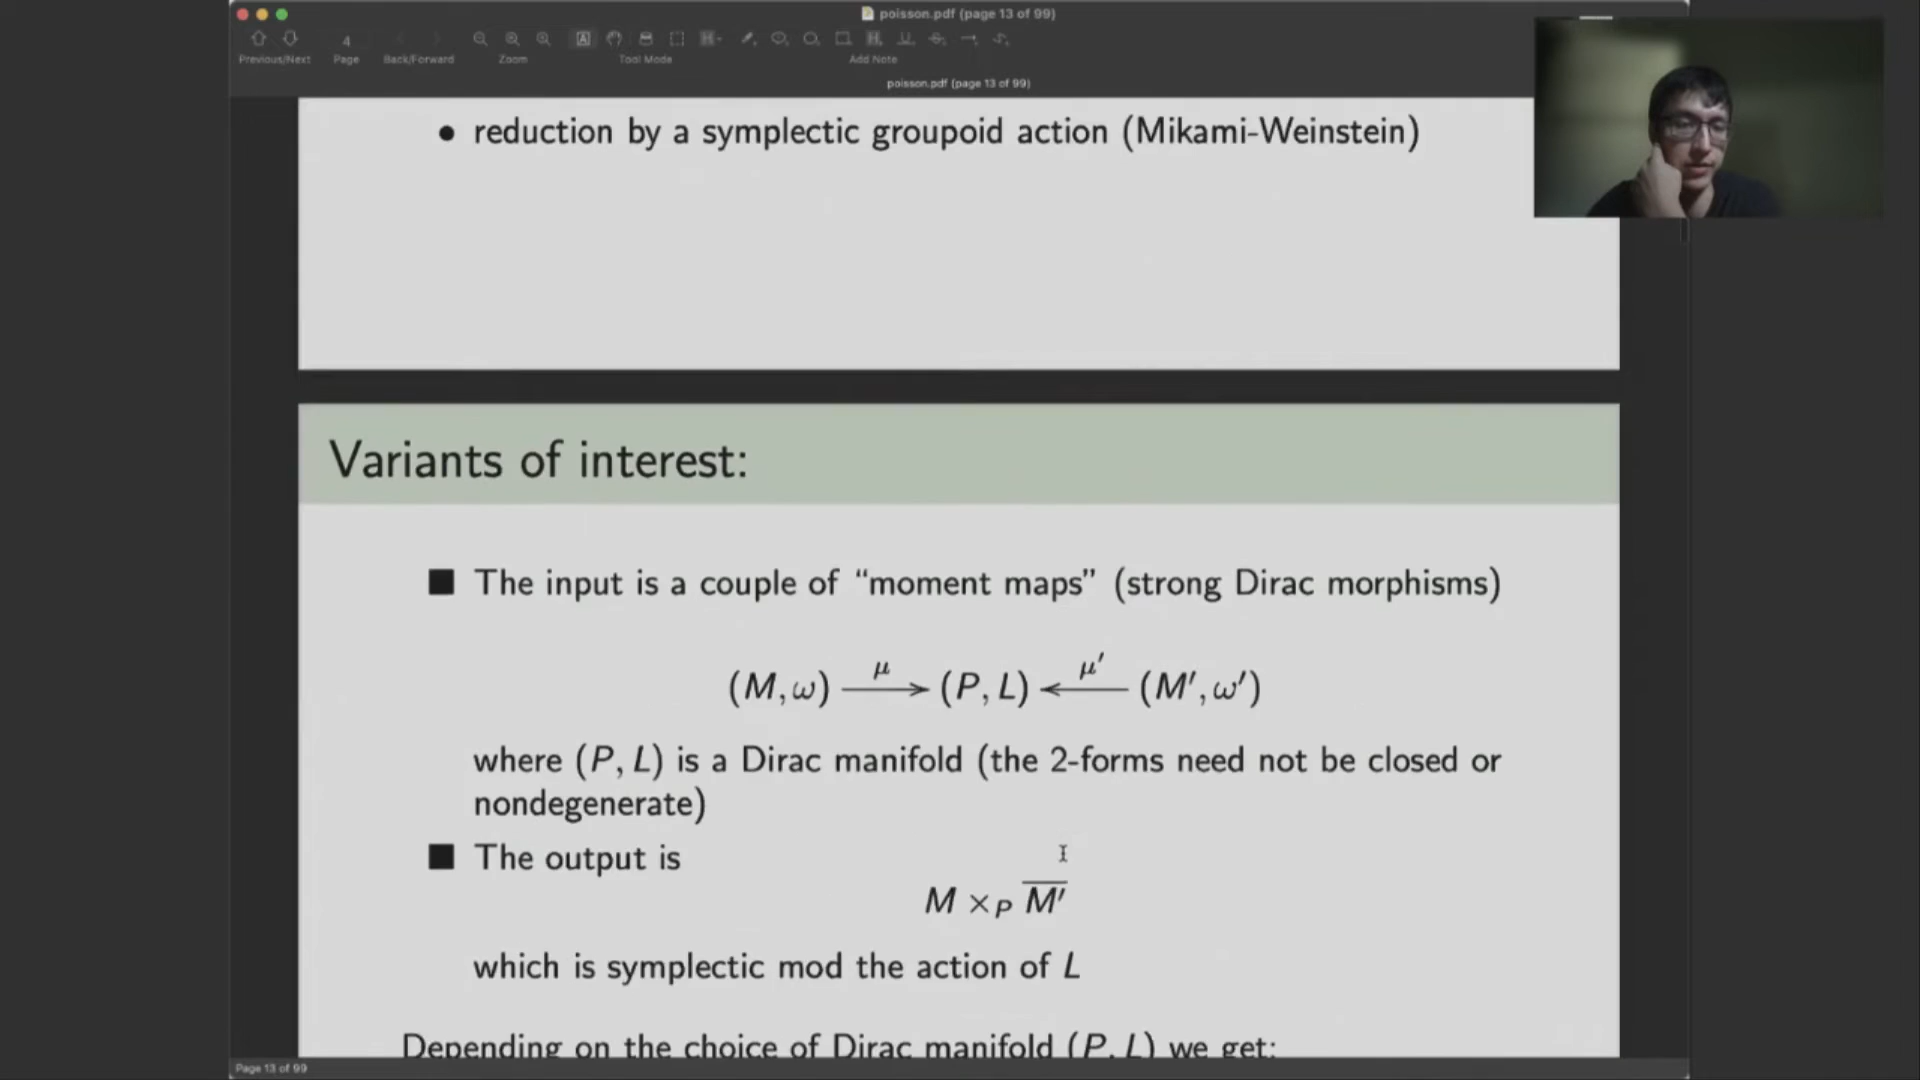 poisson.pdf (page 13 of 99)
4
Previous/Next Page Back/Forward Zoom Tool Mode Add Note
poisson.pdf (page 13 of 99)
• reduction by a symplectic groupoid action (Mikami-Weinstein)
Variants of interest:
■ The input is a couple of “moment maps” (strong Dirac morphisms)
(M, ω) —μ→ (P, L) ←μ′— (M′, ω′)
where (P, L) is a Dirac manifold (the 2-forms need not be closed or
nondegenerate)
■ The output is
M ×_P \overline{M′}
which is symplectic mod the action of L
Depending on the choice of Dirac manifold (P, L) we get:
Page 13 of 99